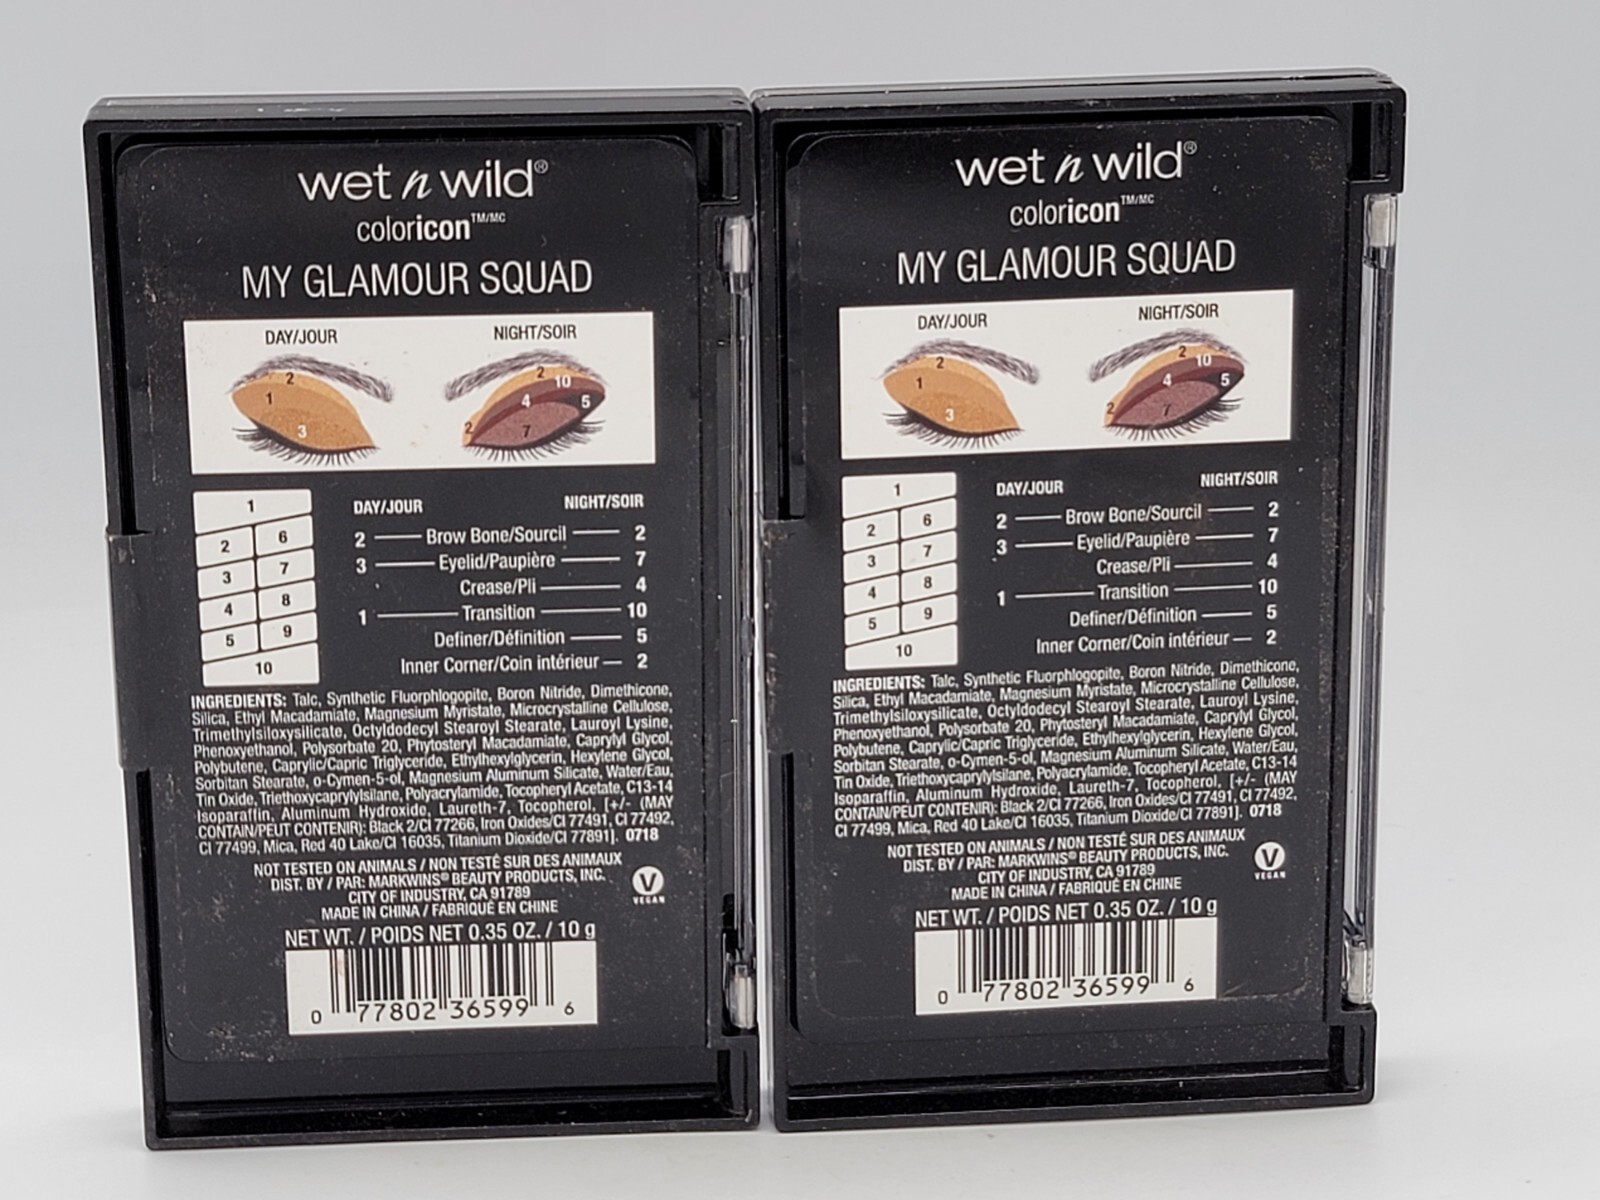 wet n wild®
coloricon™/MC
MY GLAMOUR SQUAD
DAY/JOUR NIGHT/SOIR
2
1
3
2
10
4
5
2
7
1
2 6
3 7
4 8
5 9
10
DAY/JOUR NIGHT/SOIR
2 Brow Bone/Sourcil 2
3 Eyelid/Paupière 7
Crease/Pli 4
1 Transition 10
Definer/Définition 5
Inner Corner/Coin intérieur 2
INGREDIENTS: Talc, Synthetic Fluorphlogopite, Boron Nitride, Dimethicone,
Silica, Ethyl Macadamiate, Magnesium Myristate, Microcrystalline Cellulose,
Trimethylsiloxysilicate, Octyldodecyl Stearoyl Stearate, Lauroyl Lysine,
Phenoxyethanol, Polysorbate 20, Phytosteryl Macadamiate, Caprylyl Glycol,
Polybutene, Caprylic/Capric Triglyceride, Ethylhexylglycerin, Hexylene Glycol,
Sorbitan Stearate, o-Cymen-5-ol, Magnesium Aluminum Silicate, Water/Eau,
Tin Oxide, Triethoxycaprylylsilane, Polyacrylamide, Tocopheryl Acetate, C13-14
Isoparaffin, Aluminum Hydroxide, Laureth-7, Tocopherol, [+/- (MAY
CONTAIN/PEUT CONTENIR): Black 2/CI 77266, Iron Oxides/CI 77491, CI 77492,
CI 77499, Mica, Red 40 Lake/CI 16035, Titanium Dioxide/CI 77891]. 0718
NOT TESTED ON ANIMALS / NON TESTÉ SUR DES ANIMAUX
DIST. BY / PAR: MARKWINS® BEAUTY PRODUCTS, INC.
CITY OF INDUSTRY, CA 91789
MADE IN CHINA / FABRIQUÉ EN CHINE
V
VEGAN
NET WT. / POIDS NET 0.35 OZ. / 10 g
0 77802 36599 6
wet n wild®
coloricon™/MC
MY GLAMOUR SQUAD
DAY/JOUR NIGHT/SOIR
2
1
3
2
10
4
5
2
7
1
2 6
3 7
4 8
5 9
10
DAY/JOUR NIGHT/SOIR
2 Brow Bone/Sourcil 2
3 Eyelid/Paupière 7
Crease/Pli 4
1 Transition 10
Definer/Définition 5
Inner Corner/Coin intérieur 2
INGREDIENTS: Talc, Synthetic Fluorphlogopite, Boron Nitride, Dimethicone,
Silica, Ethyl Macadamiate, Magnesium Myristate, Microcrystalline Cellulose,
Trimethylsiloxysilicate, Octyldodecyl Stearoyl Stearate, Lauroyl Lysine,
Phenoxyethanol, Polysorbate 20, Phytosteryl Macadamiate, Caprylyl Glycol,
Polybutene, Caprylic/Capric Triglyceride, Ethylhexylglycerin, Hexylene Glycol,
Sorbitan Stearate, o-Cymen-5-ol, Magnesium Aluminum Silicate, Water/Eau,
Tin Oxide, Triethoxycaprylylsilane, Polyacrylamide, Tocopheryl Acetate, C13-14
Isoparaffin, Aluminum Hydroxide, Laureth-7, Tocopherol, [+/- (MAY
CONTAIN/PEUT CONTENIR): Black 2/CI 77266, Iron Oxides/CI 77491, CI 77492,
CI 77499, Mica, Red 40 Lake/CI 16035, Titanium Dioxide/CI 77891]. 0718
NOT TESTED ON ANIMALS / NON TESTÉ SUR DES ANIMAUX
DIST. BY / PAR: MARKWINS® BEAUTY PRODUCTS, INC.
CITY OF INDUSTRY, CA 91789
MADE IN CHINA / FABRIQUÉ EN CHINE
V
VEGAN
NET WT. / POIDS NET 0.35 OZ. / 10 g
0 77802 36599 6